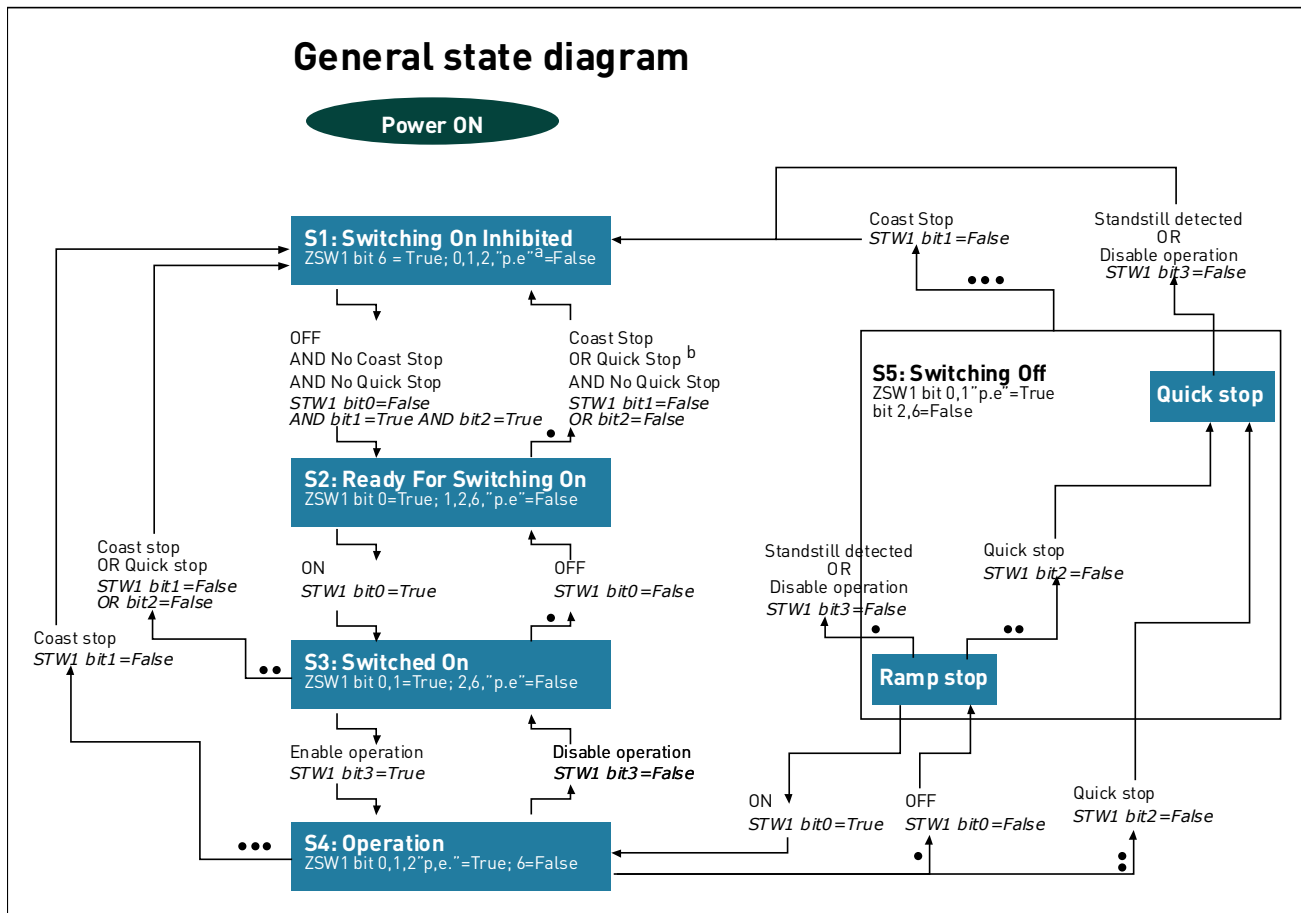 General state diagram
Power ON
S1: Switching On Inhibited
ZSW1 bit 6 = True; 0,1,2,"p.e"a=False
Coast Stop
STW1 bit1=False
Standstill detected
OR
Disable operation
STW1 bit3=False
OFF
AND No Coast Stop
AND No Quick Stop
STW1 bit0=False
AND bit1=True AND bit2=True
Coast Stop
OR Quick Stop b
AND No Quick Stop
STW1 bit1=False
OR bit2=False
S5: Switching Off
ZSW1 bit 0,1"p.e"=True
bit 2,6=False
Quick stop
S2: Ready For Switching On
ZSW1 bit 0=True; 1,2,6,"p.e"=False
Coast stop
OR Quick stop
STW1 bit1=False
OR bit2=False
ON
STW1 bit0=True
OFF
STW1 bit0=False
Standstill detected
OR
Disable operation
STW1 bit3=False
Quick stop
STW1 bit2=False
Coast stop
STW1 bit1=False
S3: Switched On
ZSW1 bit 0,1=True; 2,6,"p.e"=False
Ramp stop
Enable operation
STW1 bit3=True
Disable operation
STW1 bit3=False
ON
STW1 bit0=True
OFF
STW1 bit0=False
Quick stop
STW1 bit2=False
S4: Operation
ZSW1 bit 0,1,2"p,e."=True; 6=False